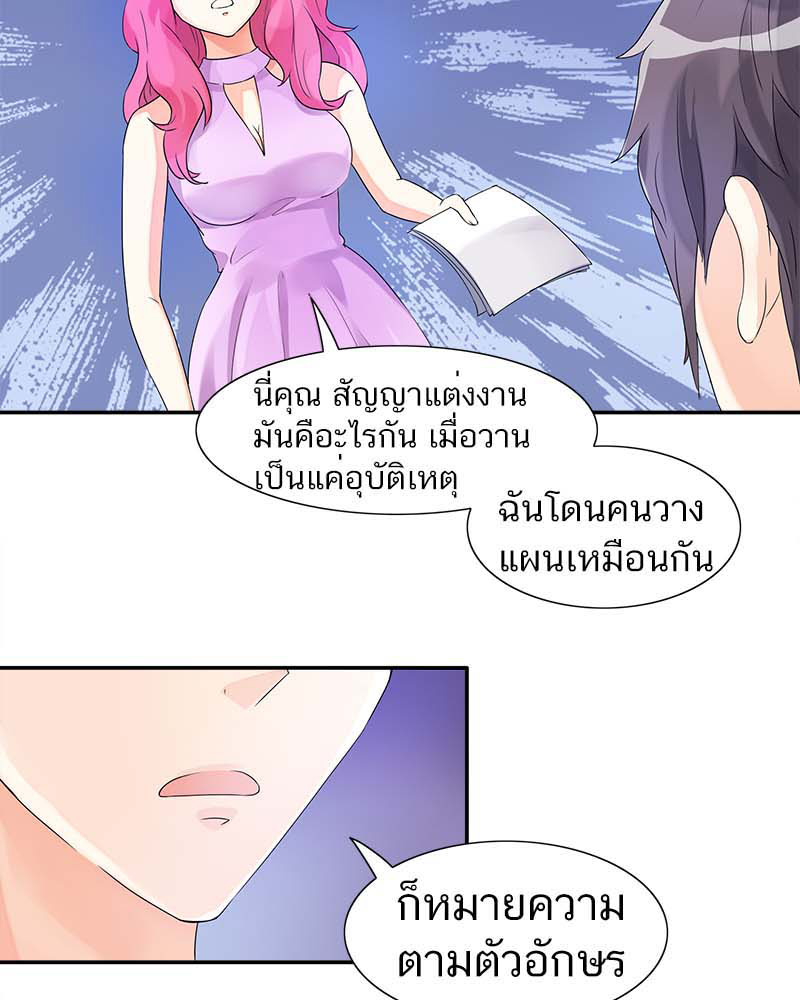 นี่คุณ สัญญาแต่งงาน
มันคืออะไรกัน เมื่อวาน
เป็นแค่อุบัติเหตุ
ฉันโดนคนวาง
แผนเหมือนกัน
ก็หมายความ
ตามตัวอักษร